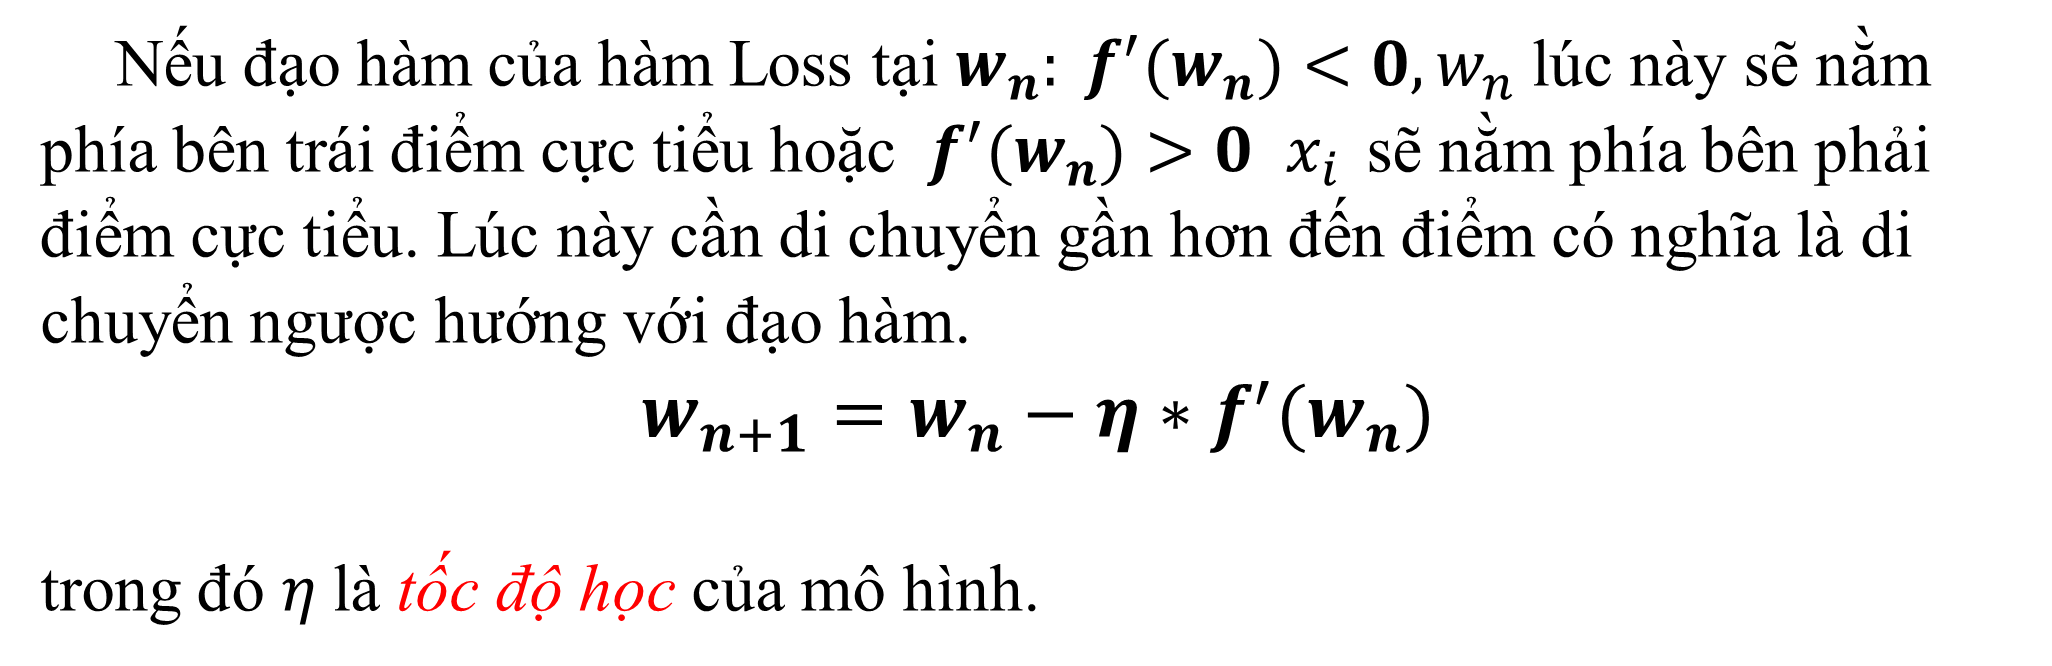 Nếu đạo hàm của hàm Loss tại wₙ: f′(wₙ) < 0, wₙ lúc này sẽ nằm
phía bên trái điểm cực tiểu hoặc f′(wₙ) > 0 xᵢ sẽ nằm phía bên phải
điểm cực tiểu. Lúc này cần di chuyển gần hơn đến điểm có nghĩa là di
chuyển ngược hướng với đạo hàm.
wₙ₊₁ = wₙ − η ∗ f′(wₙ)
trong đó η là tốc độ học của mô hình.